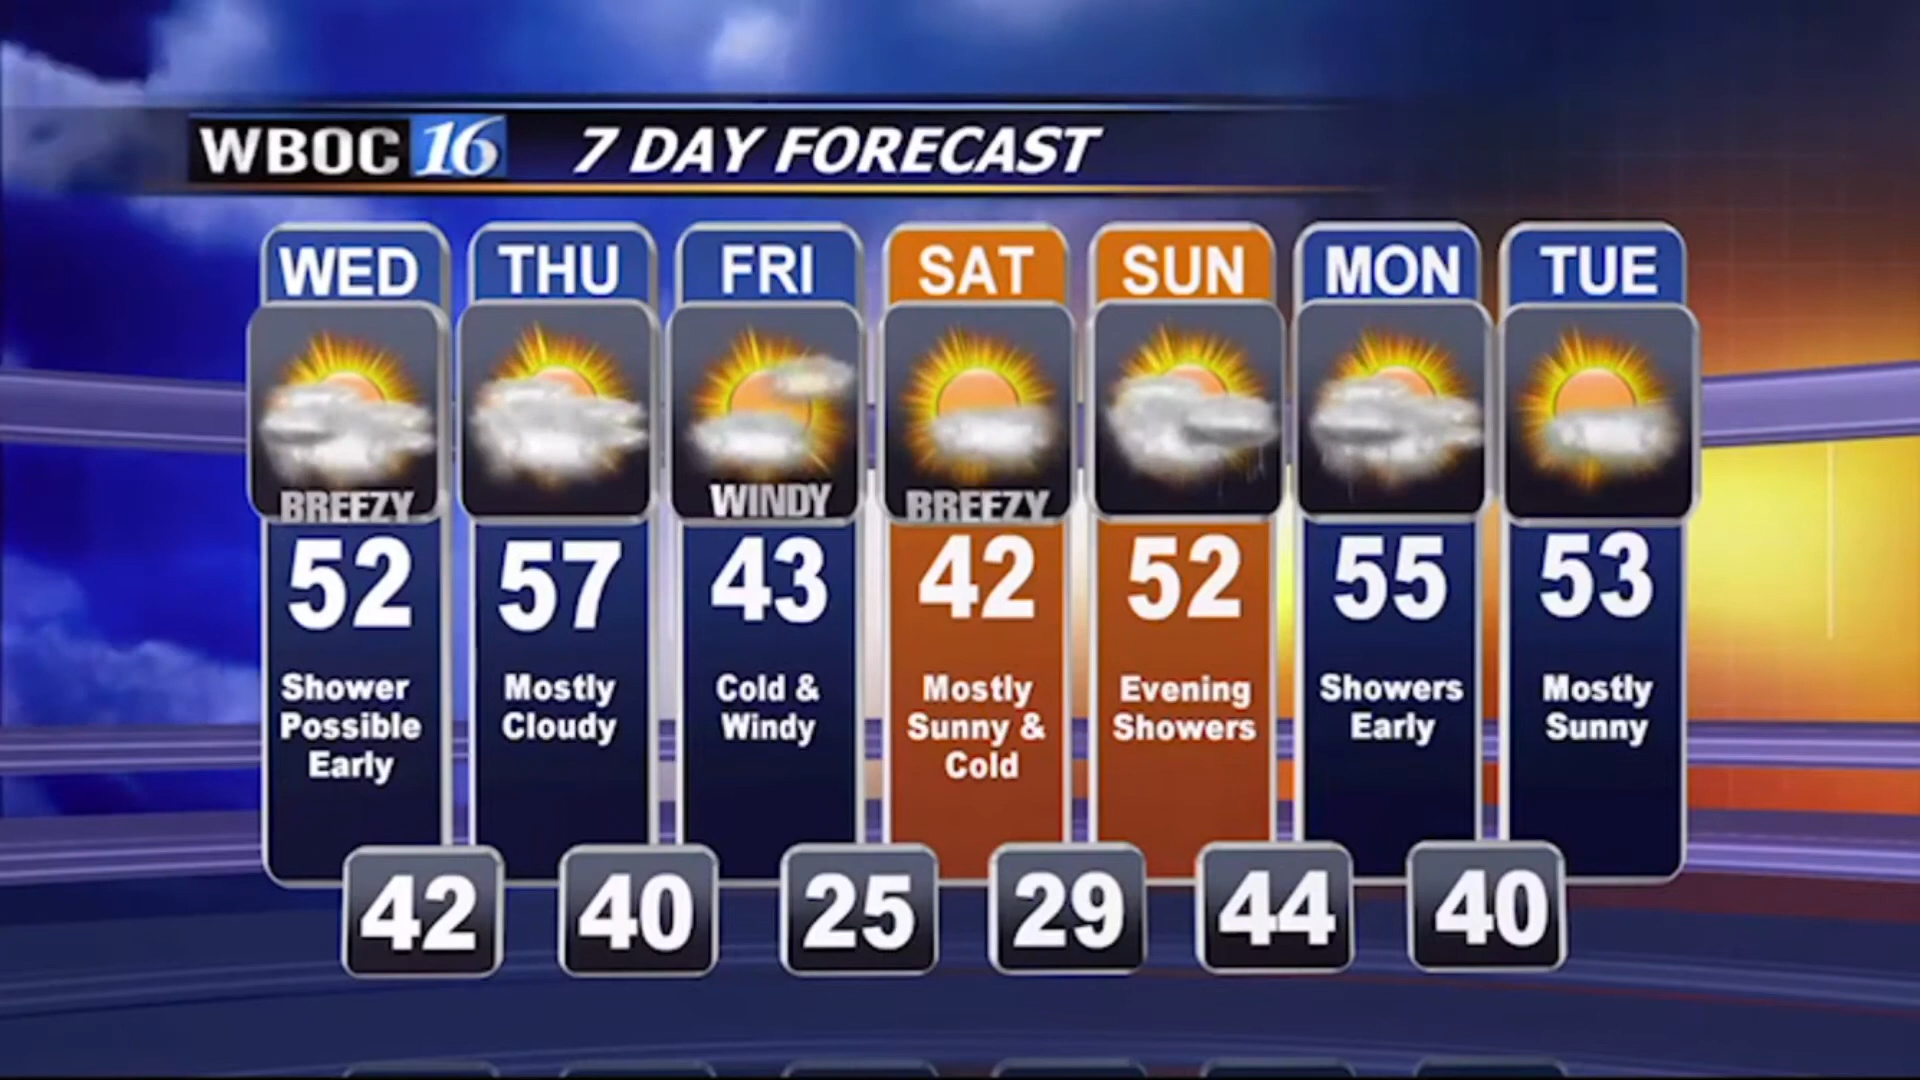 WBOC 16 7 DAY FORECAST
WED THU FRI SAT SUN MON TUE
BREEZY WINDY BREEZY
52 57 43 42 52 55 53
Shower
Possible
Early
Mostly
Cloudy
Cold &
Windy
Mostly
Sunny &
Cold
Evening
Showers
Showers
Early
Mostly
Sunny
42 40 25 29 44 40